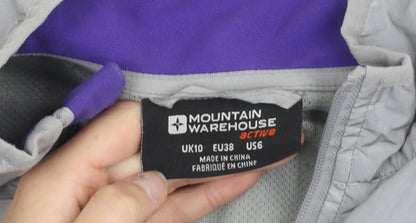 MOUNTAIN
WAREHOUSE
active
UK10 EU38 US6
MADE IN CHINA
FABRIQUÉ EN CHINE